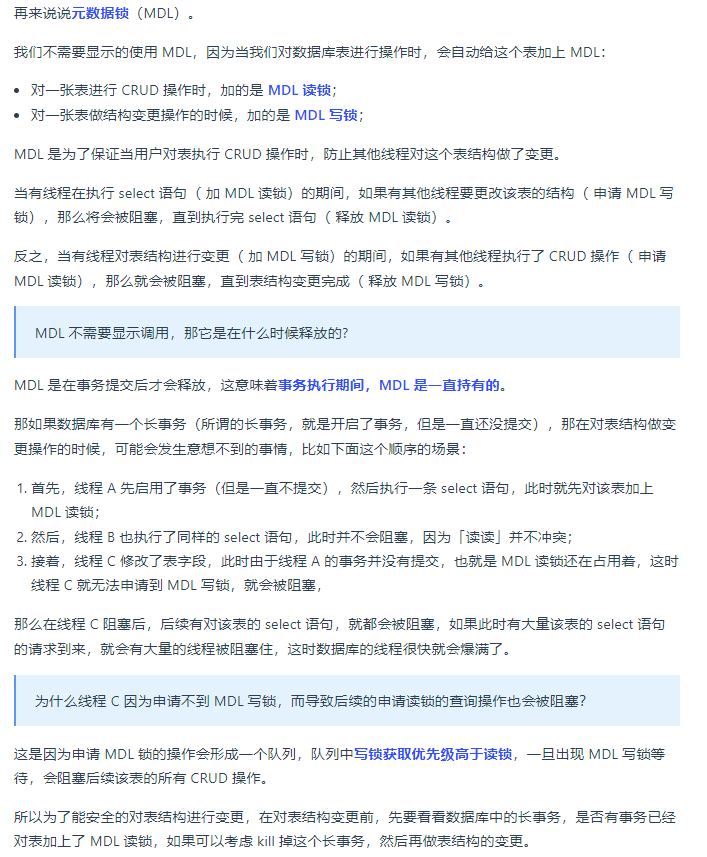 再来说说元数据锁（MDL）。
我们不需要显示的使用 MDL，因为当我们对数据库表进行操作时，会自动给这个表加上 MDL：
对一张表进行 CRUD 操作时，加的是 MDL 读锁；
对一张表做结构变更操作的时候，加的是 MDL 写锁；
MDL 是为了保证当用户对表执行 CRUD 操作时，防止其他线程对这个表结构做了变更。
当有线程在执行 select 语句（ 加 MDL 读锁）的期间，如果有其他线程要更改该表的结构（ 申请 MDL 写
锁），那么将会被阻塞，直到执行完 select 语句（ 释放 MDL 读锁）。
反之，当有线程对表结构进行变更（ 加 MDL 写锁）的期间，如果有其他线程执行了 CRUD 操作（ 申请
MDL 读锁），那么就会被阻塞，直到表结构变更完成（ 释放 MDL 写锁）。
MDL 不需要显示调用，那它是在什么时候释放的?
MDL 是在事务提交后才会释放，这意味着事务执行期间，MDL 是一直持有的。
那如果数据库有一个长事务（所谓的长事务，就是开启了事务，但是一直还没提交），那在对表结构做变
更操作的时候，可能会发生意想不到的事情，比如下面这个顺序的场景：
1. 首先，线程 A 先启用了事务（但是一直不提交），然后执行一条 select 语句，此时就先对该表加上
MDL 读锁；
2. 然后，线程 B 也执行了同样的 select 语句，此时并不会阻塞，因为「读读」并不冲突；
3. 接着，线程 C 修改了表字段，此时由于线程 A 的事务并没有提交，也就是 MDL 读锁还在占用着，这时
线程 C 就无法申请到 MDL 写锁，就会被阻塞，
那么在线程 C 阻塞后，后续有对该表的 select 语句，就都会被阻塞，如果此时有大量该表的 select 语句
的请求到来，就会有大量的线程被阻塞住，这时数据库的线程很快就会爆满了。
为什么线程 C 因为申请不到 MDL 写锁，而导致后续的申请读锁的查询操作也会被阻塞？
这是因为申请 MDL 锁的操作会形成一个队列，队列中写锁获取优先级高于读锁，一旦出现 MDL 写锁等
待，会阻塞后续该表的所有 CRUD 操作。
所以为了能安全的对表结构进行变更，在对表结构变更前，先要看看数据库中的长事务，是否有事务已经
对表加上了 MDL 读锁，如果可以考虑 kill 掉这个长事务，然后再做表结构的变更。